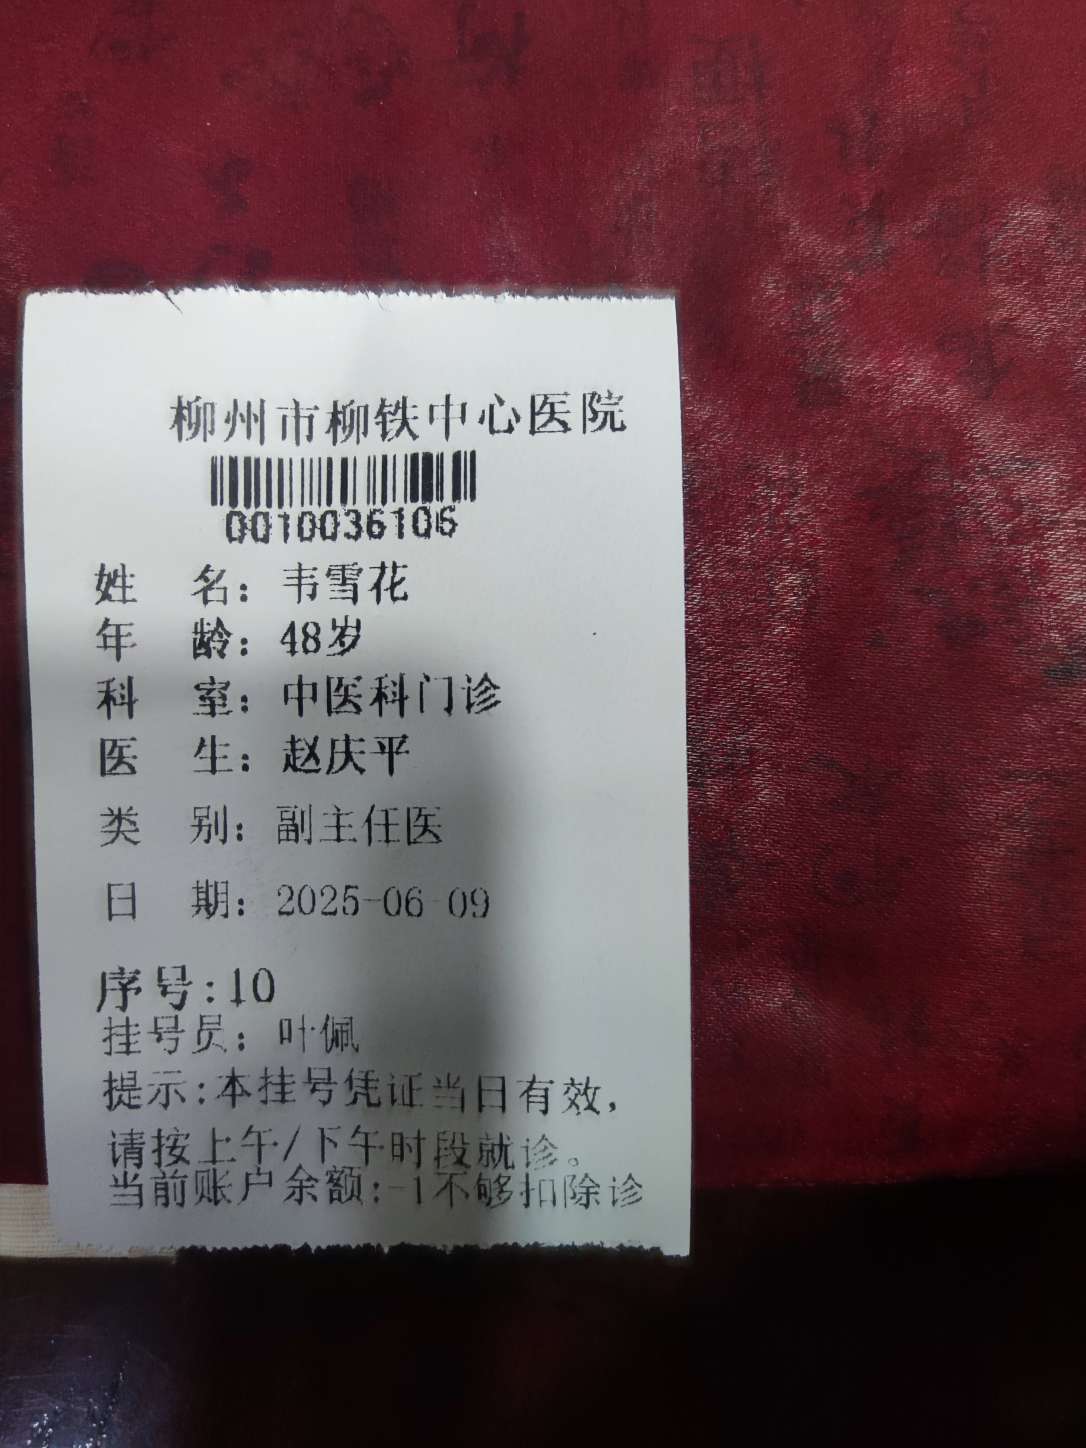 柳州市柳铁中心医院
0010036106
姓 名：韦雪花
年 龄：48岁
科 室：中医科门诊
医 生：赵庆平
类 别：副主任医
日 期：2025-06-09
序号:10
挂号员：叶佩
提示:本挂号凭证当日有效，
请按上午/下午时段就诊。
当前账户余额:-1不够扣除诊